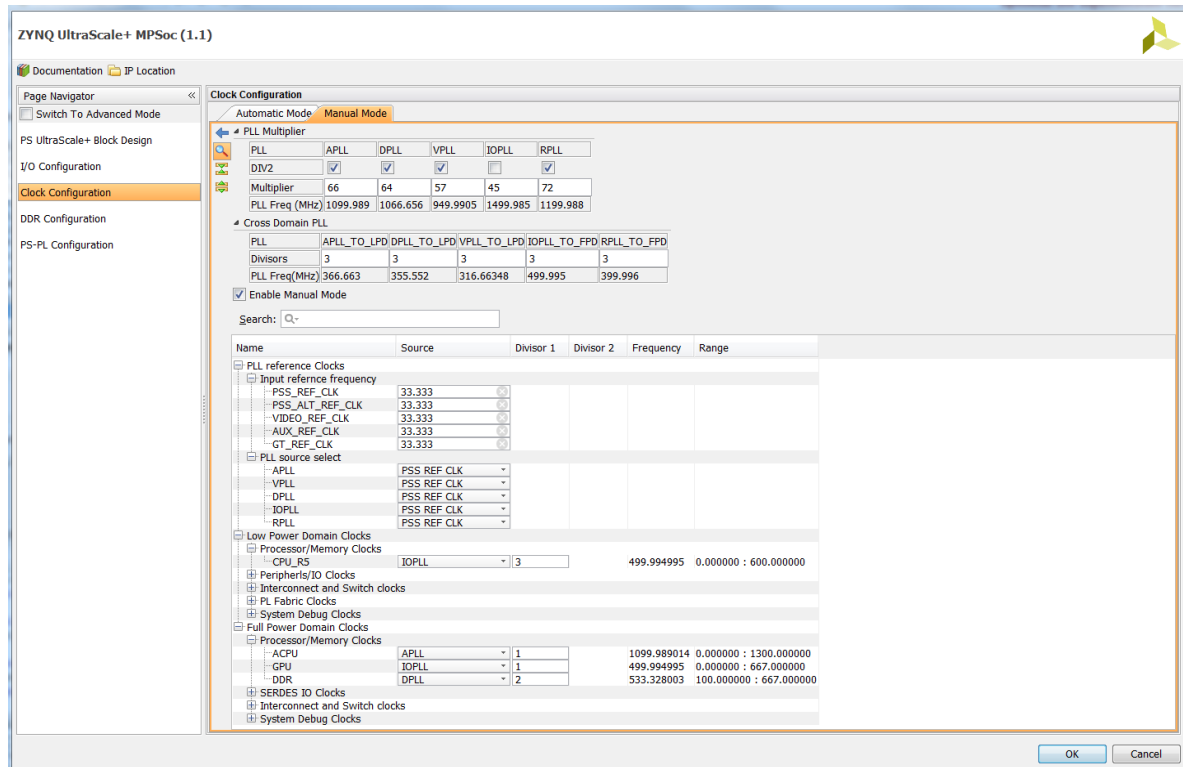 ZYNQ UltraScale+ MPSoc (1.1)
Documentation IP Location
Page Navigator «
Switch To Advanced Mode
PS UltraScale+ Block Design
I/O Configuration
Clock Configuration
DDR Configuration
PS-PL Configuration
Clock Configuration
Automatic Mode Manual Mode
PLL Multiplier
PLL APLL DPLL VPLL IOPLL RPLL
DIV2
Multiplier 66 64 57 45 72
PLL Freq (MHz) 1099.989 1066.656 949.9905 1499.985 1199.988
Cross Domain PLL
PLL APLL_TO_LPD DPLL_TO_LPD VPLL_TO_LPD IOPLL_TO_FPD RPLL_TO_FPD
Divisors 3 3 3 3 3
PLL Freq(MHz) 366.663 355.552 316.66348 499.995 399.996
Enable Manual Mode
Search:
Name Source Divisor 1 Divisor 2 Frequency Range
PLL reference Clocks
Input refernce frequency
PSS_REF_CLK 33.333
PSS_ALT_REF_CLK 33.333
VIDEO_REF_CLK 33.333
AUX_REF_CLK 33.333
GT_REF_CLK 33.333
PLL source select
APLL PSS REF CLK
VPLL PSS REF CLK
DPLL PSS REF CLK
IOPLL PSS REF CLK
RPLL PSS REF CLK
Low Power Domain Clocks
Processor/Memory Clocks
CPU_R5 IOPLL 3 499.994995 0.000000 : 600.000000
Peripherls/IO Clocks
Interconnect and Switch clocks
PL Fabric Clocks
System Debug Clocks
Full Power Domain Clocks
Processor/Memory Clocks
ACPU APLL 1 1099.989014 0.000000 : 1300.000000
GPU IOPLL 1 499.994995 0.000000 : 667.000000
DDR DPLL 2 533.328003 100.000000 : 667.000000
SERDES IO Clocks
Interconnect and Switch clocks
System Debug Clocks
OK Cancel